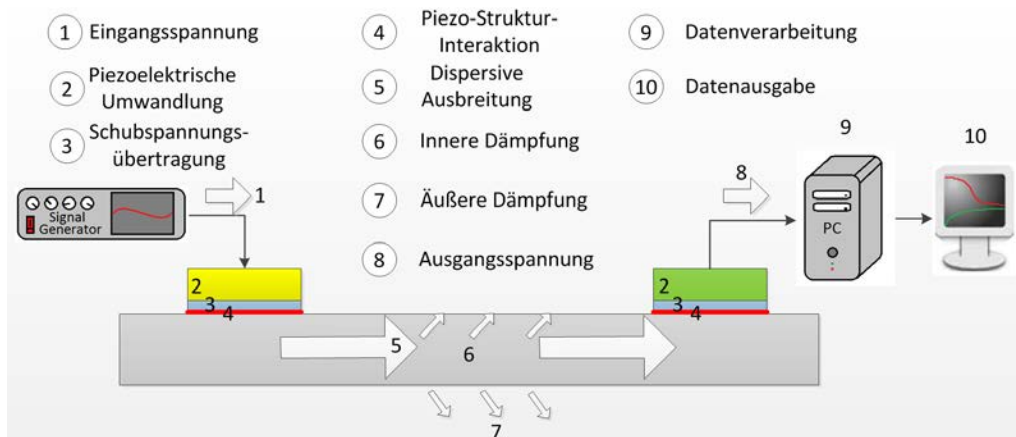 1 Eingangsspannung
2 Piezoelektrische
Umwandlung
3 Schubspannungs-
übertragung
4 Piezo-Struktur-
Interaktion
5 Dispersive
Ausbreitung
6 Innere Dämpfung
7 Äußere Dämpfung
8 Ausgangsspannung
9 Datenverarbeitung
10 Datenausgabe
Signal
Generator
1
2
3
4
5
6
7
2
3
4
8
9
PC
10